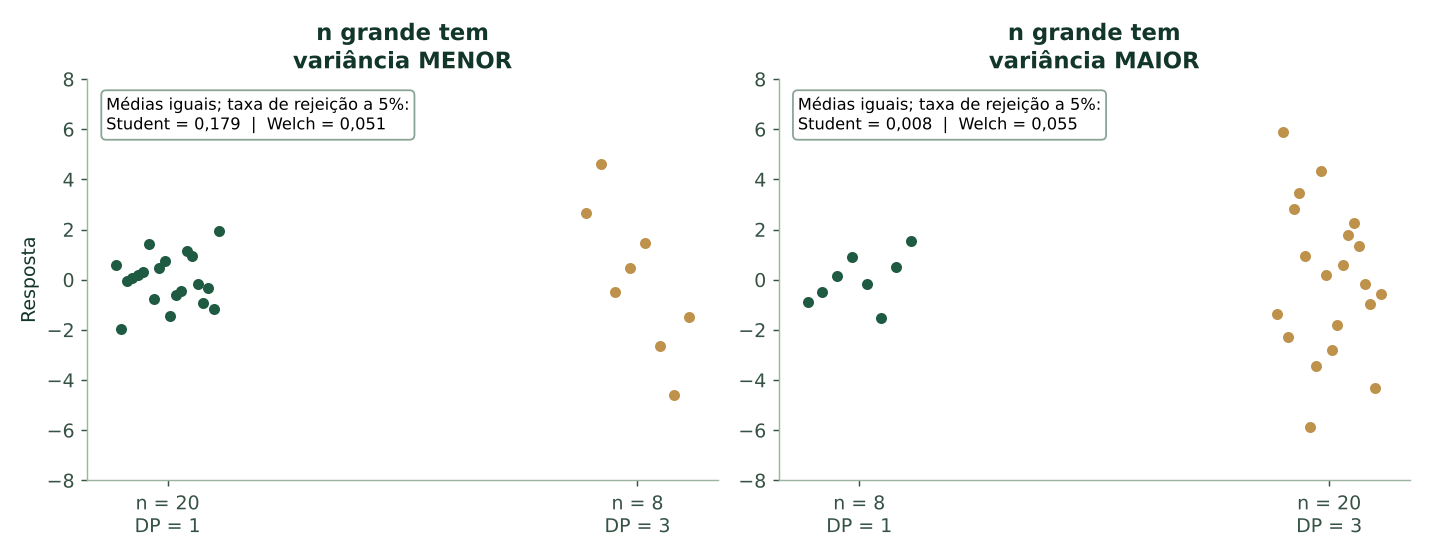 n grande tem
variância MENOR
Médias iguais; taxa de rejeição a 5%:
Student = 0,179 | Welch = 0,051
8
6
4
2
0
−2
−4
−6
−8
Resposta
n = 20
DP = 1
n = 8
DP = 3
n grande tem
variância MAIOR
Médias iguais; taxa de rejeição a 5%:
Student = 0,008 | Welch = 0,055
8
6
4
2
0
−2
−4
−6
−8
n = 8
DP = 1
n = 20
DP = 3